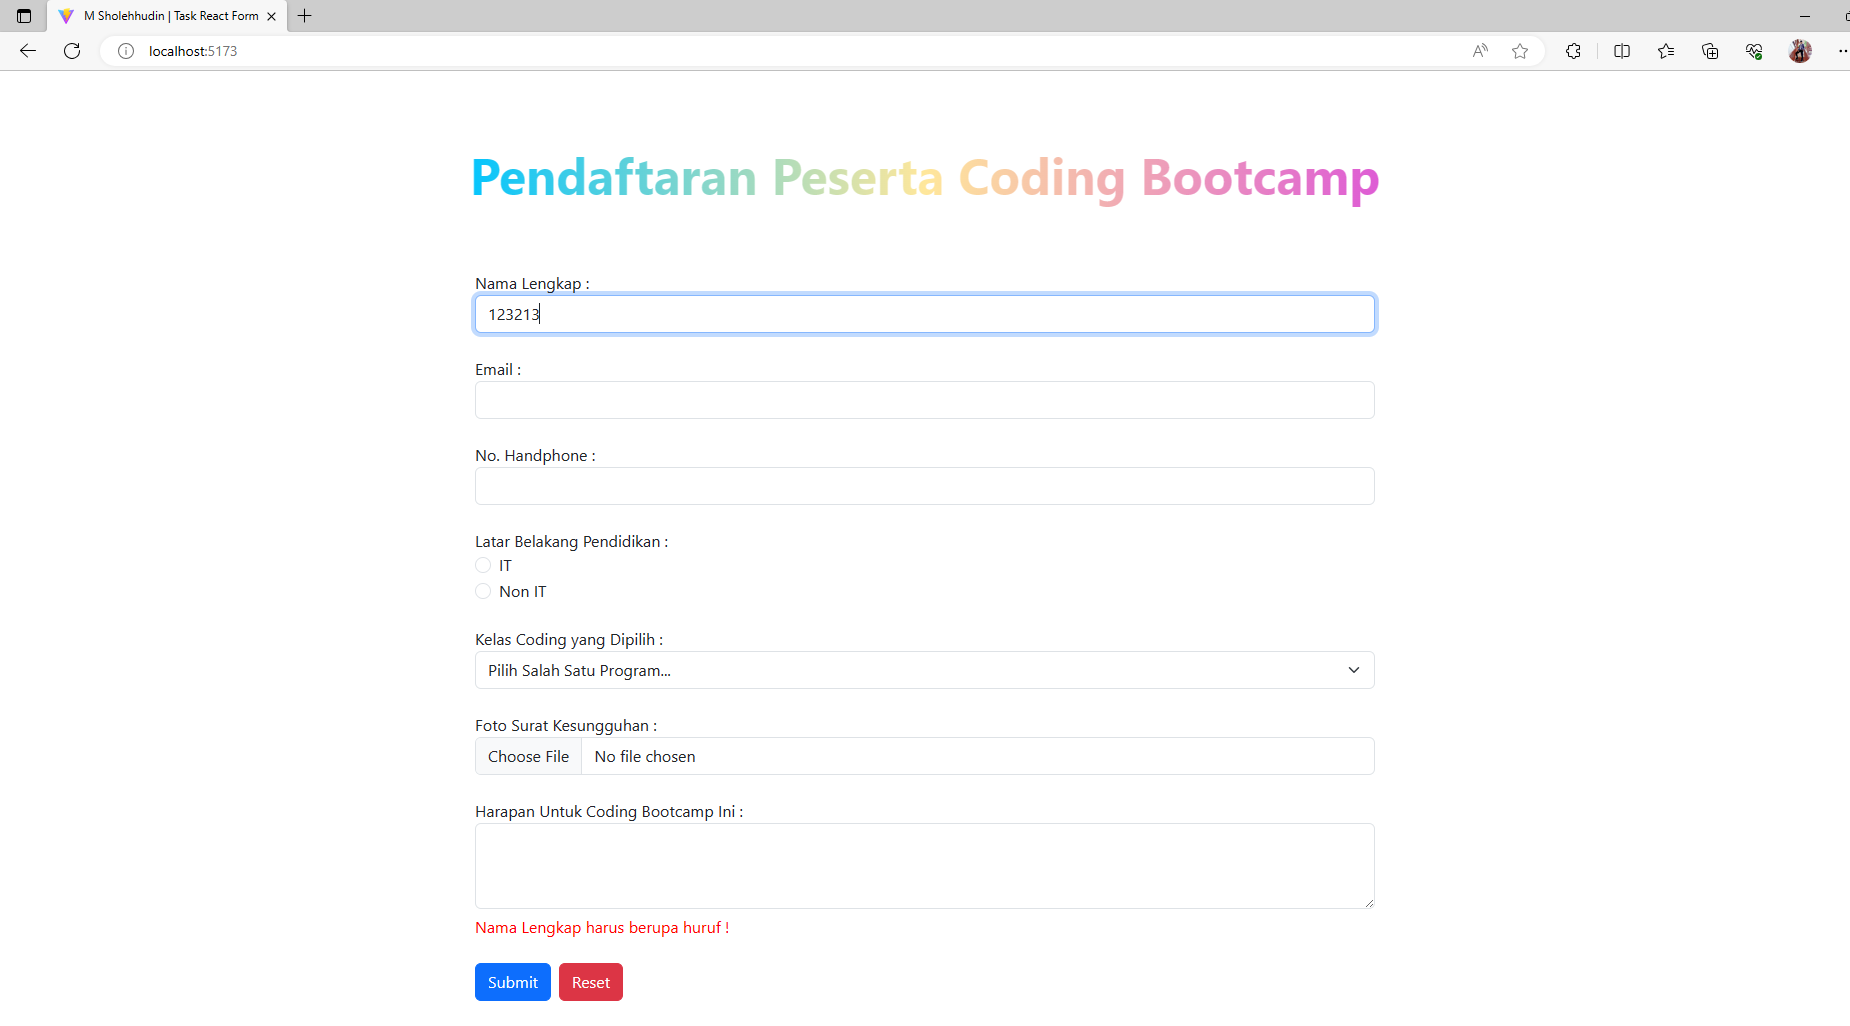 M Sholehhudin | Task React Form
localhost:5173
Pendaftaran Peserta Coding Bootcamp
Nama Lengkap :
123213
Email :
No. Handphone :
Latar Belakang Pendidikan :
IT
Non IT
Kelas Coding yang Dipilih :
Pilih Salah Satu Program...
Foto Surat Kesungguhan :
Choose File No file chosen
Harapan Untuk Coding Bootcamp Ini :
Nama Lengkap harus berupa huruf !
Submit Reset